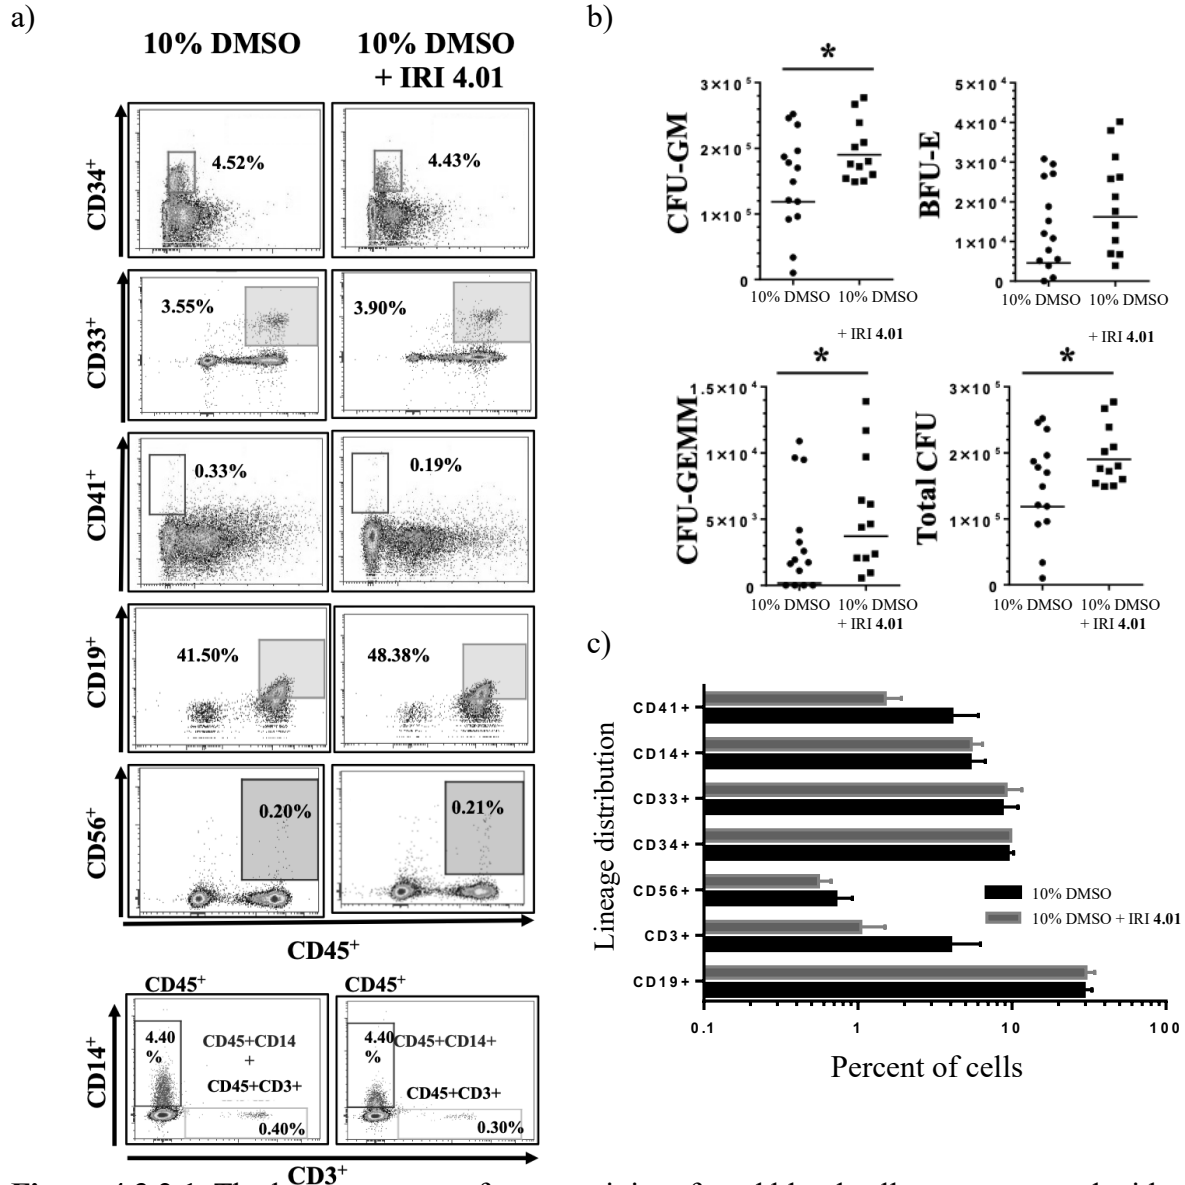 a)
10% DMSO
10% DMSO
+ IRI 4.01
CD34+
4.52%
4.43%
CD33+
3.55%
3.90%
CD41+
0.33%
0.19%
CD19+
41.50%
48.38%
CD56+
0.20%
0.21%
CD45+
CD45+
CD45+
CD14+
4.40
%
CD45+CD14
+
CD45+CD3+
0.40%
4.40
%
CD45+CD14+
CD45+CD3+
0.30%
CD3+
b)
*
CFU-GM
3×10⁵
2×10⁵
1×10⁵
0
10% DMSO
10% DMSO
+ IRI 4.01
BFU-E
5×10⁴
4×10⁴
3×10⁴
2×10⁴
1×10⁴
0
10% DMSO
10% DMSO
+ IRI 4.01
*
CFU-GEMM
1.5×10⁴
1×10⁴
5×10³
0
10% DMSO
10% DMSO
+ IRI 4.01
*
Total CFU
3×10⁵
2×10⁵
1×10⁵
0
10% DMSO
10% DMSO
+ IRI 4.01
c)
Lineage distribution
CD41+
CD14+
CD33+
CD34+
CD56+
CD3+
CD19+
10% DMSO
10% DMSO + IRI 4.01
0.1
1
10
100
Percent of cells